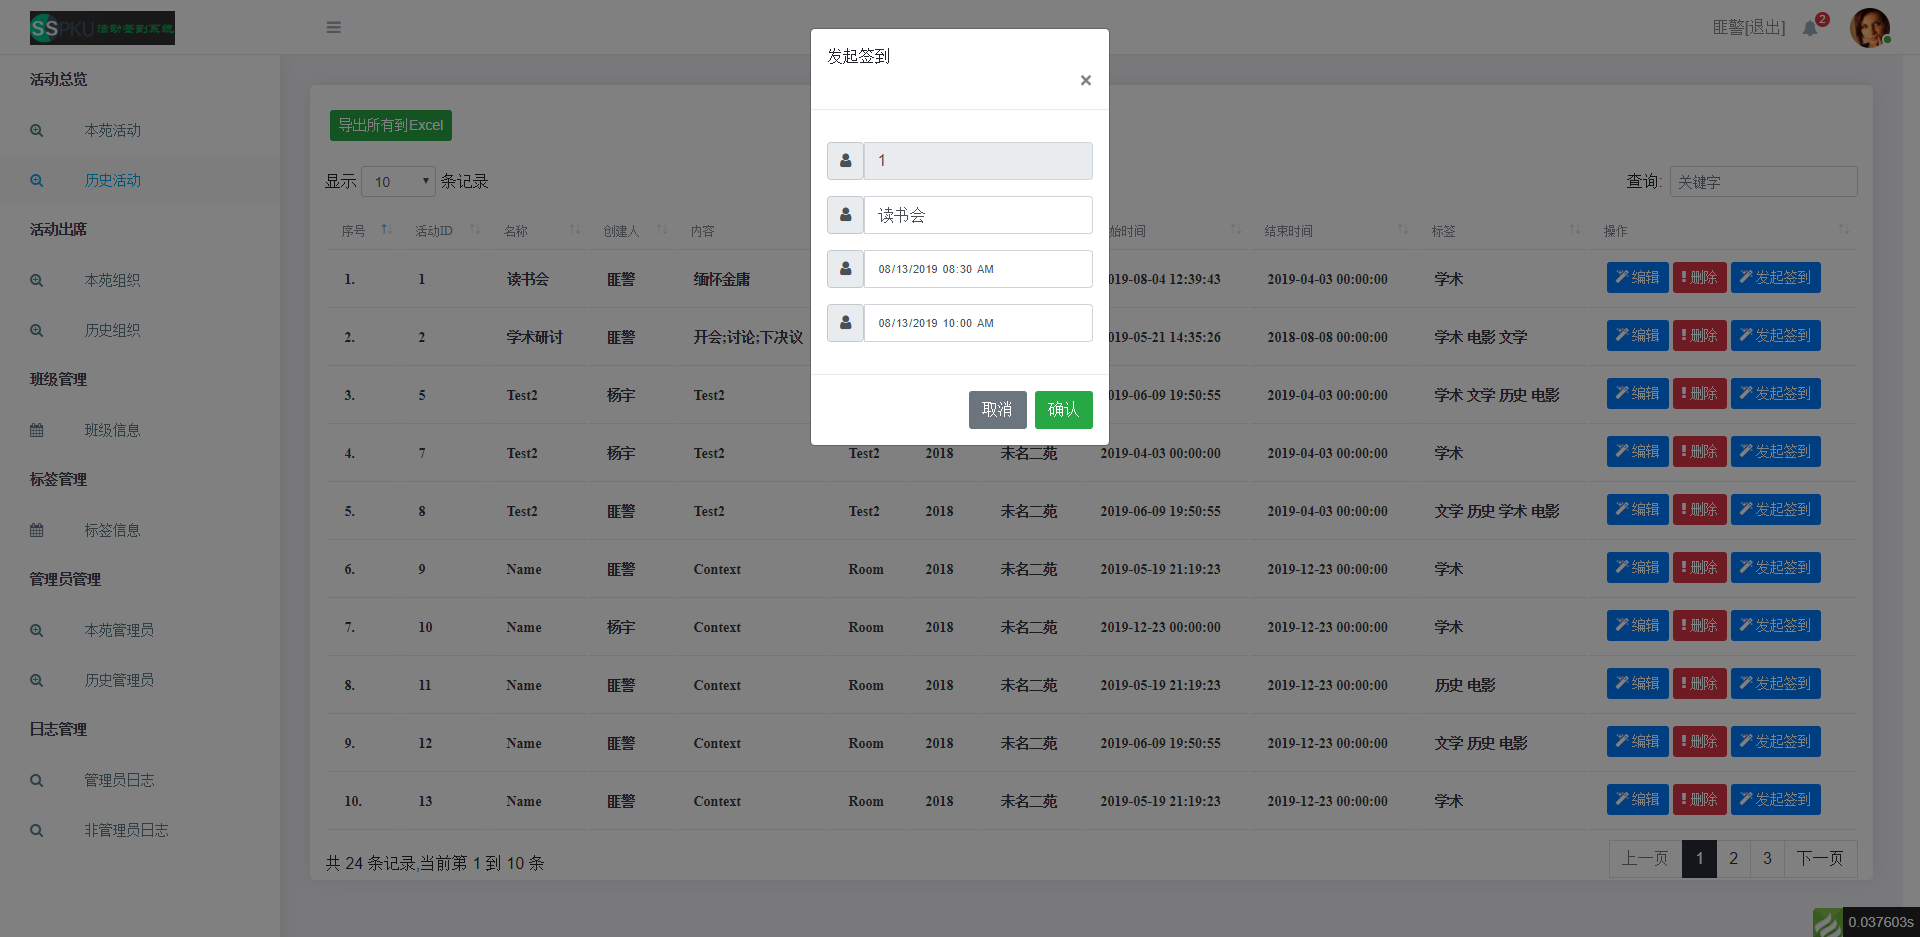 SSPKU 活动签到系统
匪警[退出]
2
活动总览
本苑活动
历史活动
活动出席
本苑组织
历史组织
班级管理
班级信息
标签管理
标签信息
管理员管理
本苑管理员
历史管理员
日志管理
管理员日志
非管理员日志
导出所有到Excel
显示 10 条记录
查询: 关键字
序号 活动ID 名称 创建人 内容 始时间 结束时间 标签 操作
1. 1 读书会 匪警 缅怀金庸 019-08-04 12:39:43 2019-04-03 00:00:00 学术 编辑 删除 发起签到
2. 2 学术研讨 匪警 开会;讨论;下决议 019-05-21 14:35:26 2018-08-08 00:00:00 学术 电影 文学 编辑 删除 发起签到
3. 5 Test2 杨宇 Test2 019-06-09 19:50:55 2019-04-03 00:00:00 学术 文学 历史 电影 编辑 删除 发起签到
4. 7 Test2 杨宇 Test2 Test2 2018 未名二苑 2019-04-03 00:00:00 2019-04-03 00:00:00 学术 编辑 删除 发起签到
5. 8 Test2 匪警 Test2 Test2 2018 未名二苑 2019-06-09 19:50:55 2019-04-03 00:00:00 文学 历史 学术 电影 编辑 删除 发起签到
6. 9 Name 匪警 Context Room 2018 未名二苑 2019-05-19 21:19:23 2019-12-23 00:00:00 学术 编辑 删除 发起签到
7. 10 Name 杨宇 Context Room 2018 未名二苑 2019-12-23 00:00:00 2019-12-23 00:00:00 学术 编辑 删除 发起签到
8. 11 Name 匪警 Context Room 2018 未名二苑 2019-05-19 21:19:23 2019-12-23 00:00:00 历史 电影 编辑 删除 发起签到
9. 12 Name 匪警 Context Room 2018 未名二苑 2019-06-09 19:50:55 2019-12-23 00:00:00 文学 历史 电影 编辑 删除 发起签到
10. 13 Name 匪警 Context Room 2018 未名二苑 2019-05-19 21:19:23 2019-12-23 00:00:00 学术 编辑 删除 发起签到
共 24 条记录,当前第 1 到 10 条
上一页 1 2 3 下一页
发起签到
×
1
读书会
08/13/2019 08:30 AM
08/13/2019 10:00 AM
取消 确认
0.037603s